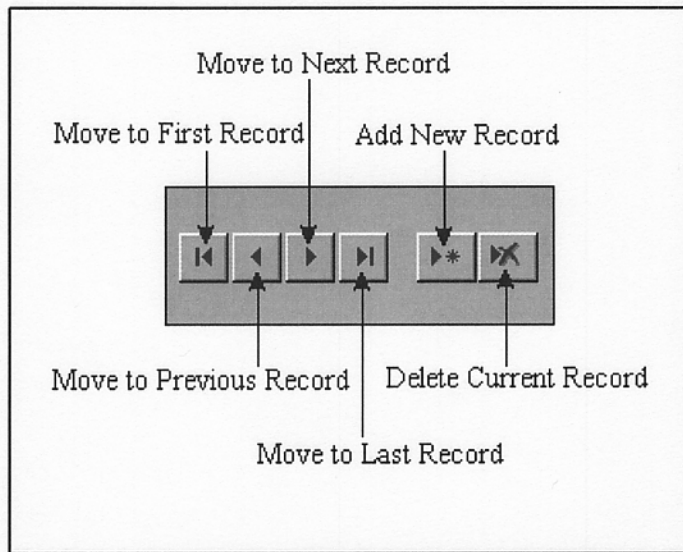 Move to Next Record
Move to First Record
Add New Record
Move to Previous Record
Delete Current Record
Move to Last Record